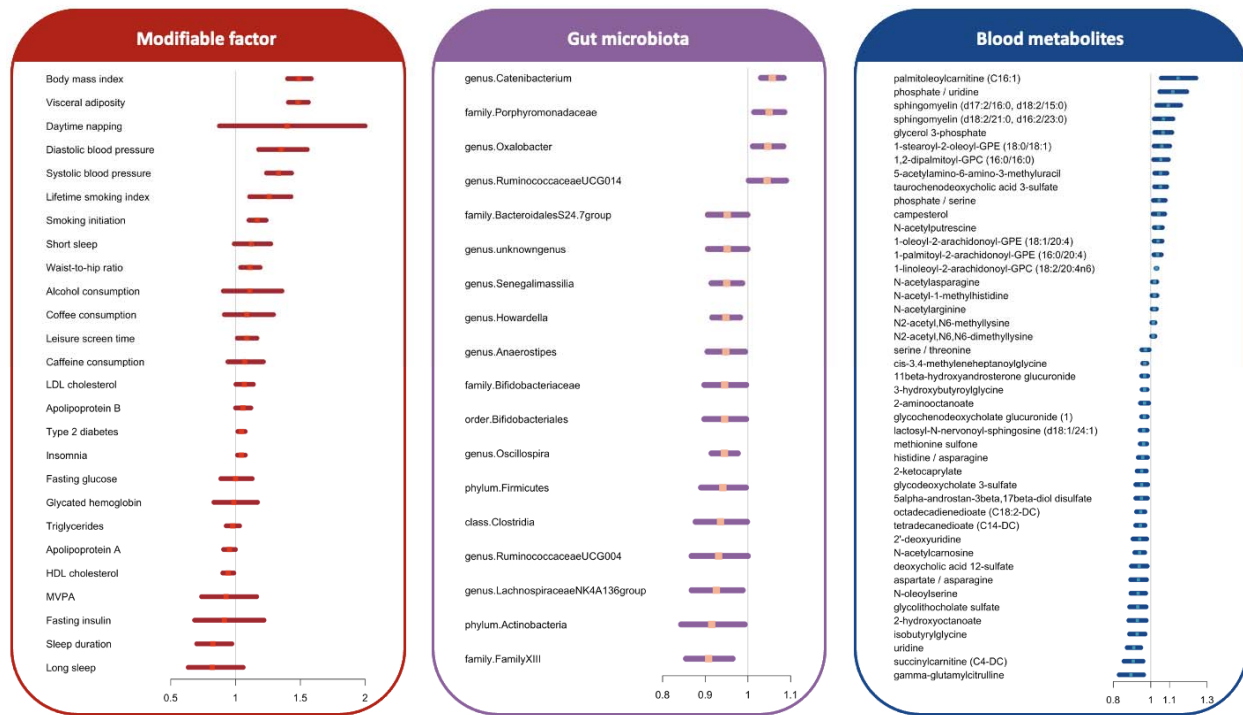 Modifiable factor
Body mass index
Visceral adiposity
Daytime napping
Diastolic blood pressure
Systolic blood pressure
Lifetime smoking index
Smoking initiation
Short sleep
Waist-to-hip ratio
Alcohol consumption
Coffee consumption
Leisure screen time
Caffeine consumption
LDL cholesterol
Apolipoprotein B
Type 2 diabetes
Insomnia
Fasting glucose
Glycated hemoglobin
Triglycerides
Apolipoprotein A
HDL cholesterol
MVPA
Fasting insulin
Sleep duration
Long sleep
0.5 1 1.5 2
Gut microbiota
genus.Catenibacterium
family.Porphyromonadaceae
genus.Oxalobacter
genus.RuminococcaceaeUCG014
family.BacteroidalesS24.7group
genus.unknowngenus
genus.Senegalimassilia
genus.Howardella
genus.Anaerostipes
family.Bifidobacteriaceae
order.Bifidobacteriales
genus.Oscillospira
phylum.Firmicutes
class.Clostridia
genus.RuminococcaceaeUCG004
genus.LachnospiraceaeNK4A136group
phylum.Actinobacteria
family.FamilyXIII
0.8 0.9 1 1.1
Blood metabolites
palmitoleoylcarnitine (C16:1)
phosphate / uridine
sphingomyelin (d17:2/16:0, d18:2/15:0)
sphingomyelin (d18:2/21:0, d16:2/23:0)
glycerol 3-phosphate
1-stearoyl-2-oleoyl-GPE (18:0/18:1)
1,2-dipalmitoyl-GPC (16:0/16:0)
5-acetylamino-6-amino-3-methyluracil
taurochenodeoxycholic acid 3-sulfate
phosphate / serine
campesterol
N-acetylputrescine
1-oleoyl-2-arachidonoyl-GPE (18:1/20:4)
1-palmitoyl-2-arachidonoyl-GPE (16:0/20:4)
1-linoleoyl-2-arachidonoyl-GPC (18:2/20:4n6)
N-acetylasparagine
N-acetyl-1-methylhistidine
N-acetylarginine
N2-acetyl,N6-methyllysine
N2-acetyl,N6,N6-dimethyllysine
serine / threonine
cis-3,4-methyleneheptanoylglycine
11beta-hydroxyandrosterone glucuronide
3-hydroxybutyroylglycine
2-aminooctanoate
glycochenodeoxycholate glucuronide (1)
lactosyl-N-nervonoyl-sphingosine (d18:1/24:1)
methionine sulfone
histidine / asparagine
2-ketocaprylate
glycodeoxycholate 3-sulfate
5alpha-androstan-3beta,17beta-diol disulfate
octadecadienedioate (C18:2-DC)
tetradecanedioate (C14-DC)
2'-deoxyuridine
N-acetylcarnosine
deoxycholic acid 12-sulfate
aspartate / asparagine
N-oleoylserine
glycolithocholate sulfate
2-hydroxyoctanoate
isobutyrylglycine
uridine
succinylcarnitine (C4-DC)
gamma-glutamylcitrulline
0.8 1 1.1 1.3